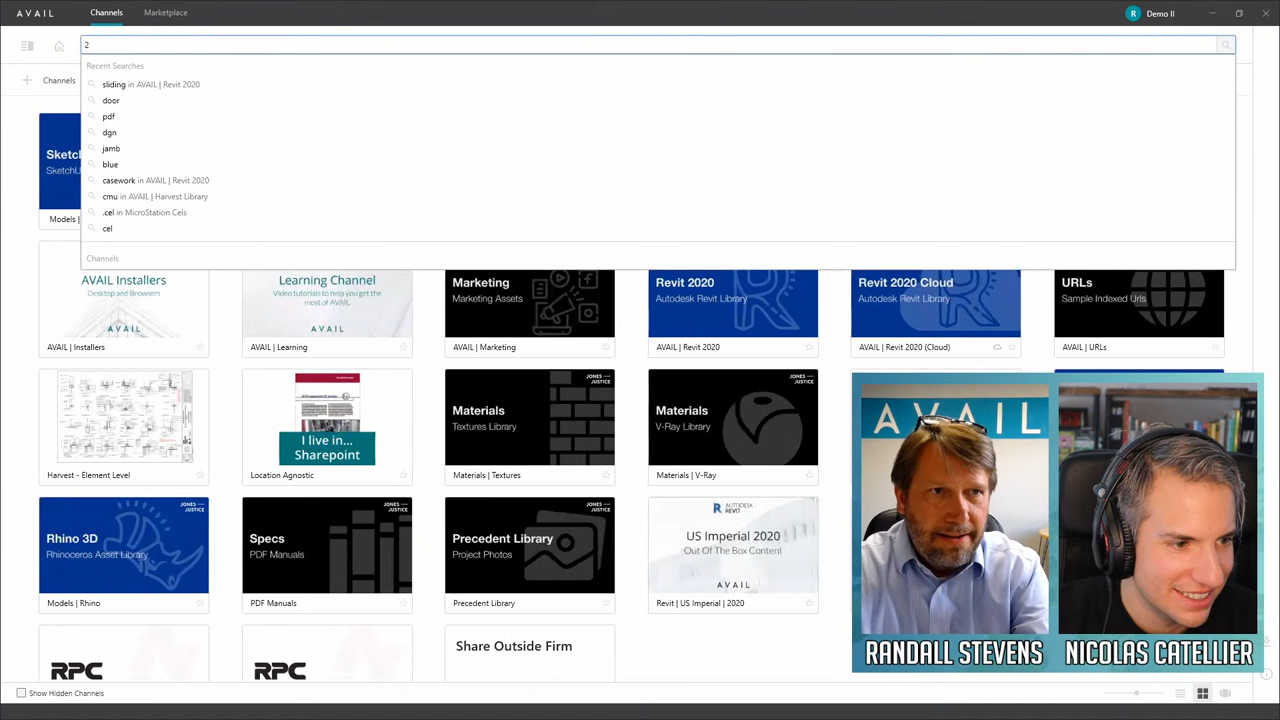 AVAIL
Channels
Marketplace
R
Demo II
2
Recent Searches
sliding in AVAIL | Revit 2020
door
pdf
dgn
jamb
blue
casework in AVAIL | Revit 2020
cmu in AVAIL | Harvest Library
.cel in MicroStation Cels
cel
Channels
Channels
Models |
AVAIL Installers
Desktop and Browsers
AVAIL
AVAIL | Installers
Learning Channel
Video tutorials to help you get the
most of AVAIL
AVAIL
AVAIL | Learning
Marketing
Marketing Assets
AVAIL | Marketing
Revit 2020
Autodesk Revit Library
AVAIL | Revit 2020
Revit 2020 Cloud
Autodesk Revit Library
AVAIL | Revit 2020 (Cloud)
URLs
Sample Indexed Urls
AVAIL | URLs
Harvest - Element Level
I live in...
Sharepoint
Location Agnostic
JONES
JUSTICE
Materials
Textures Library
Materials | Textures
JONES
JUSTICE
Materials
V-Ray Library
Materials | V-Ray
JONES
JUSTICE
Rhino 3D
Rhinoceros Asset Library
Models | Rhino
JONES
JUSTICE
Specs
PDF Manuals
PDF Manuals
JONES
JUSTICE
Precedent Library
Project Photos
Precedent Library
AUTODESK
REVIT
US Imperial 2020
Out Of The Box Content
AVAIL
Revit | US Imperial | 2020
AVAIL
RANDALL STEVENS
NICOLAS CATELLIER
RPC
RPC
Share Outside Firm
Show Hidden Channels